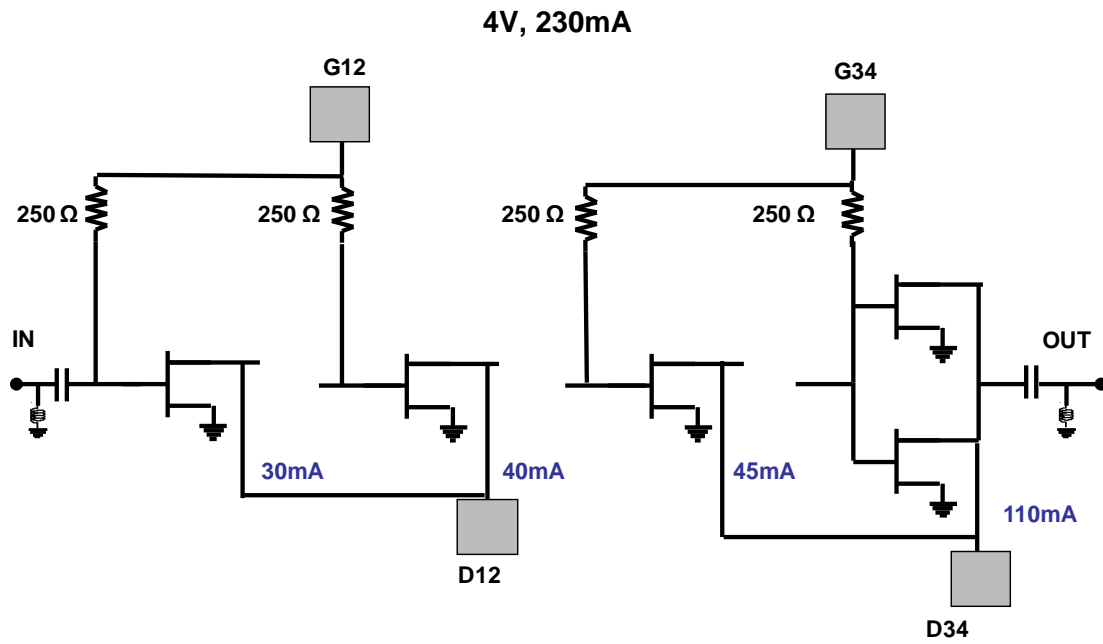 4V, 230mA
G12
G34
250 Ω
250 Ω
250 Ω
250 Ω
IN
OUT
30mA
40mA
45mA
110mA
D12
D34